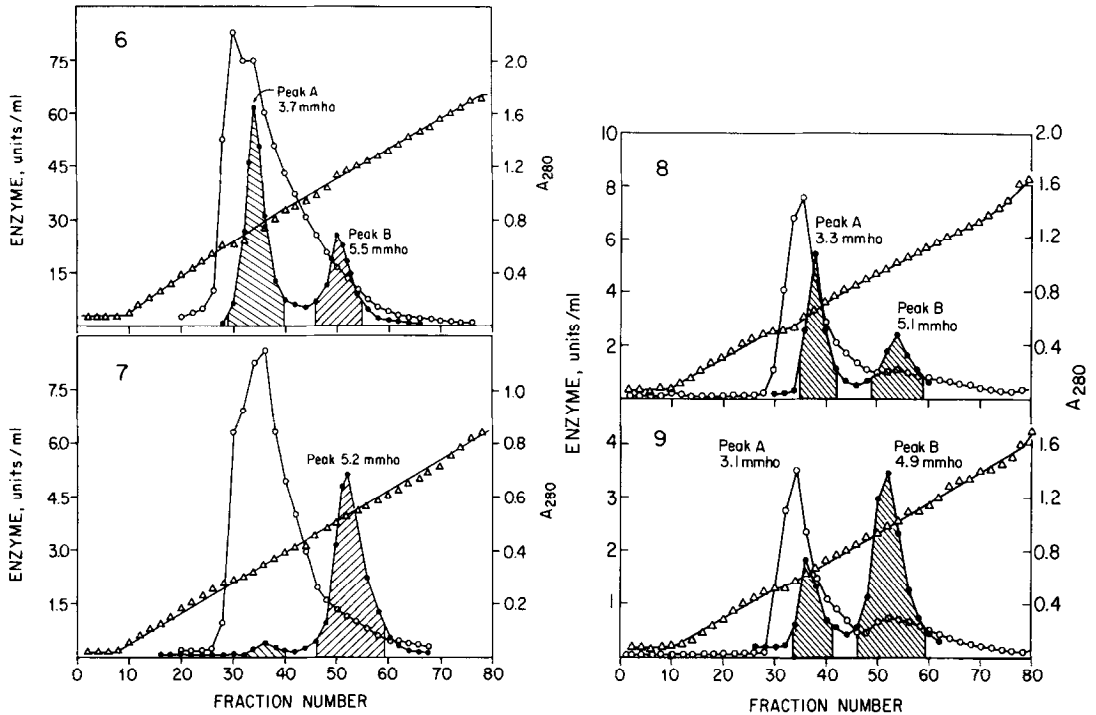 6
ENZYME, units/ml
75
60
45
30
15
2.0
1.6
1.2
0.8
0.4
A280
Peak A
3.7 mmho
Peak B
5.5 mmho
7
ENZYME, units/ml
7.5
6.0
4.5
3.0
1.5
1.0
0.8
0.6
0.4
0.2
A280
Peak 5.2 mmho
0 10 20 30 40 50 60 70 80
FRACTION NUMBER
8
ENZYME, units/ml
10
8
6
4
2
2.0
1.6
1.2
0.8
0.4
A280
Peak A
3.3 mmho
Peak B
5.1 mmho
9
4
3
2
1
1.6
1.2
0.8
0.4
Peak A
3.1 mmho
Peak B
4.9 mmho
0 10 20 30 40 50 60 70 80
FRACTION NUMBER